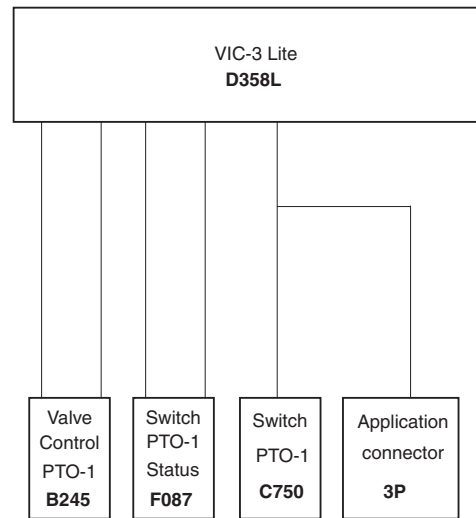 VIC-3 Lite
D358L
Valve
Control
PTO-1
B245
Switch
PTO-1
Status
F087
Switch
PTO-1
C750
Application
connector
3P